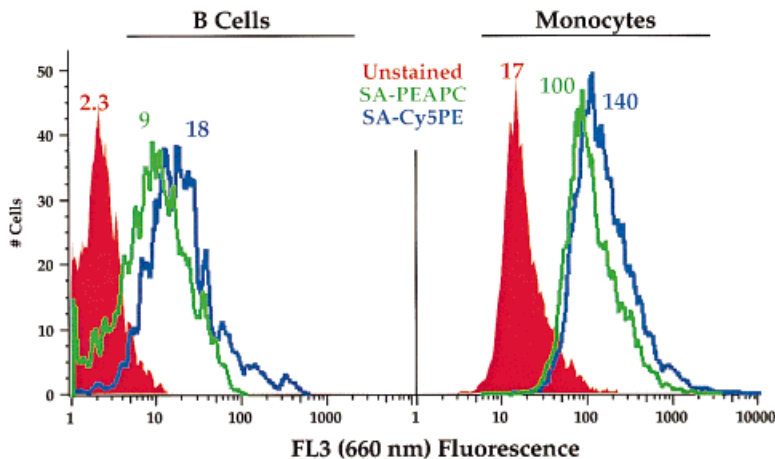 B Cells
Monocytes
Unstained
SA-PEAPC
SA-Cy5PE
2.3
9
18
17
100
140
# Cells
50
40
30
20
10
0
1 10 100 1000 1 10 100 1000 10000
FL3 (660 nm) Fluorescence